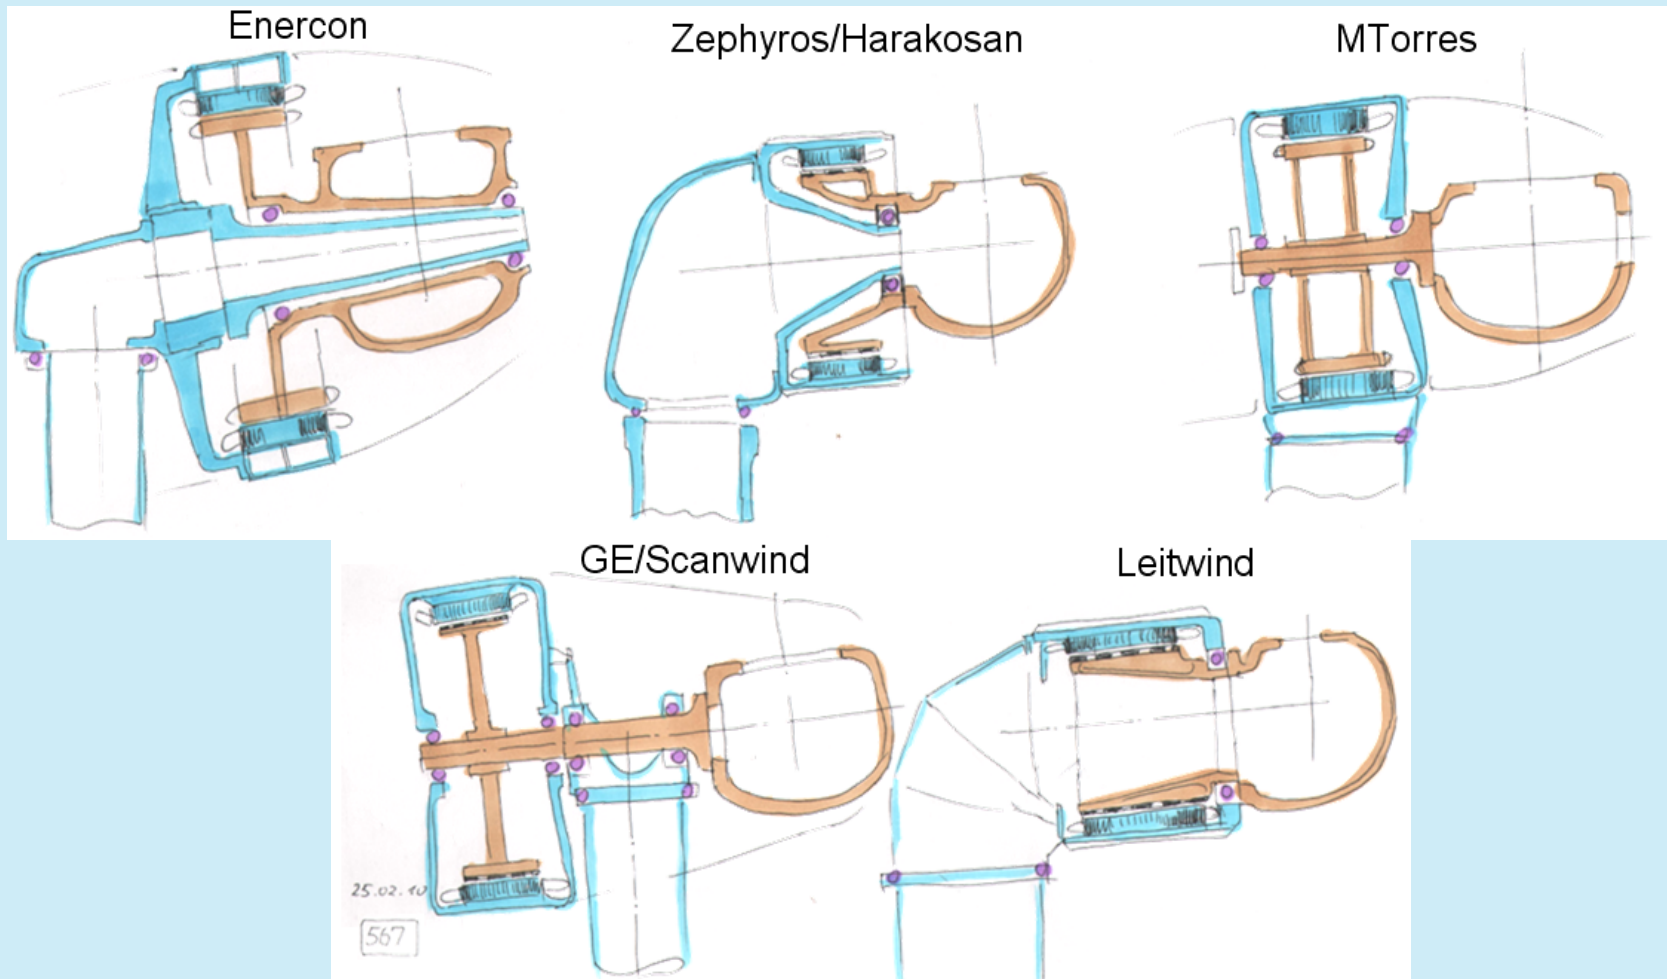 Enercon
Zephyros/Harakosan
MTorres
GE/Scanwind
Leitwind
25.02.10
567